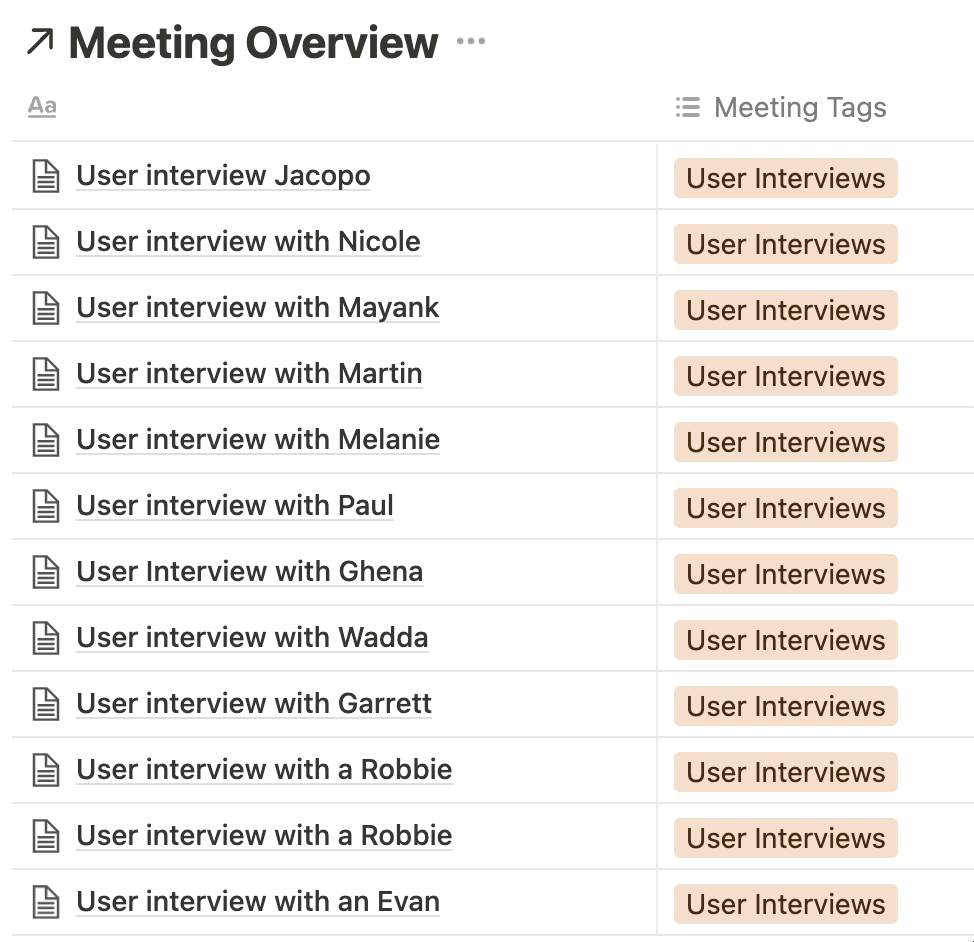 Meeting Overview
Aa Meeting Tags
User interview Jacopo User Interviews
User interview with Nicole User Interviews
User interview with Mayank User Interviews
User interview with Martin User Interviews
User interview with Melanie User Interviews
User interview with Paul User Interviews
User Interview with Ghena User Interviews
User interview with Wadda User Interviews
User interview with Garrett User Interviews
User interview with a Robbie User Interviews
User interview with a Robbie User Interviews
User interview with an Evan User Interviews